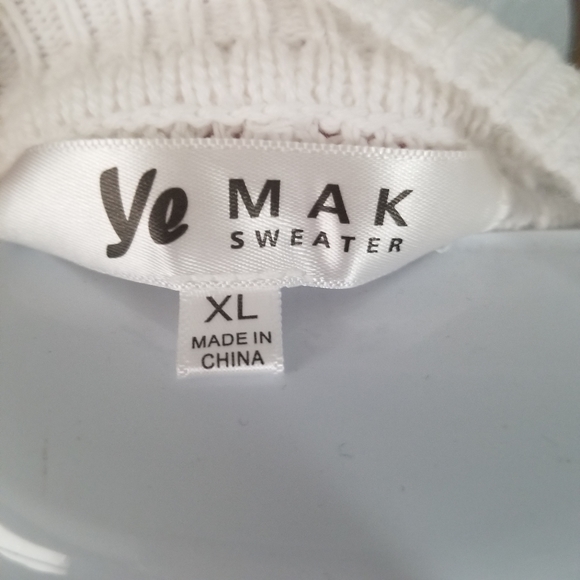 Ye MAK
SWEATER
XL
MADE IN
CHINA